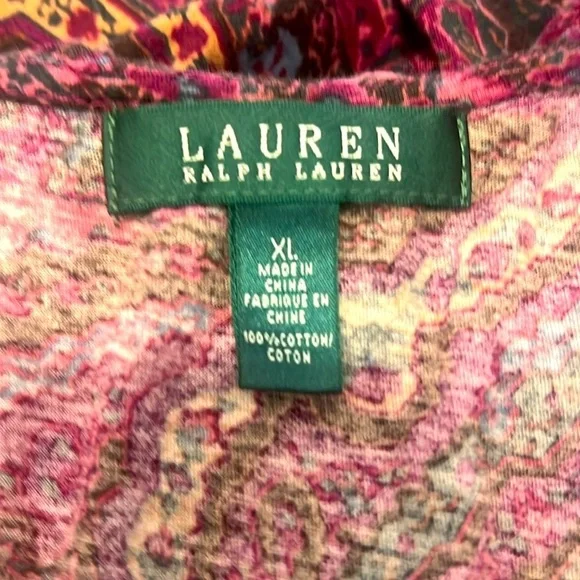 LAUREN
RALPH LAUREN
XL
MADE IN
CHINA
FABRIQUE EN
CHINE
100% COTTON/
COTON